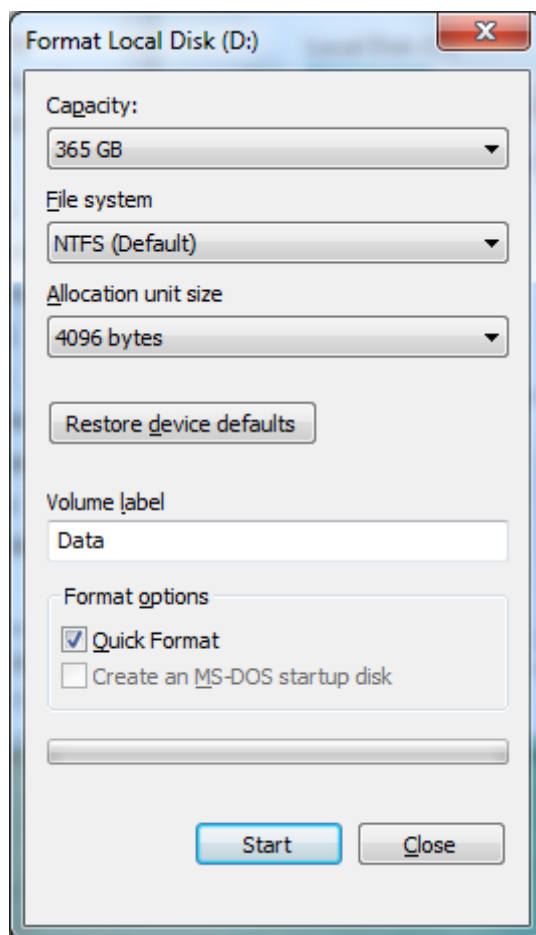 Format Local Disk (D:)
Capacity:
365 GB
File system
NTFS (Default)
Allocation unit size
4096 bytes
Restore device defaults
Volume label
Data
Format options
Quick Format
Create an MS-DOS startup disk
Start
Close